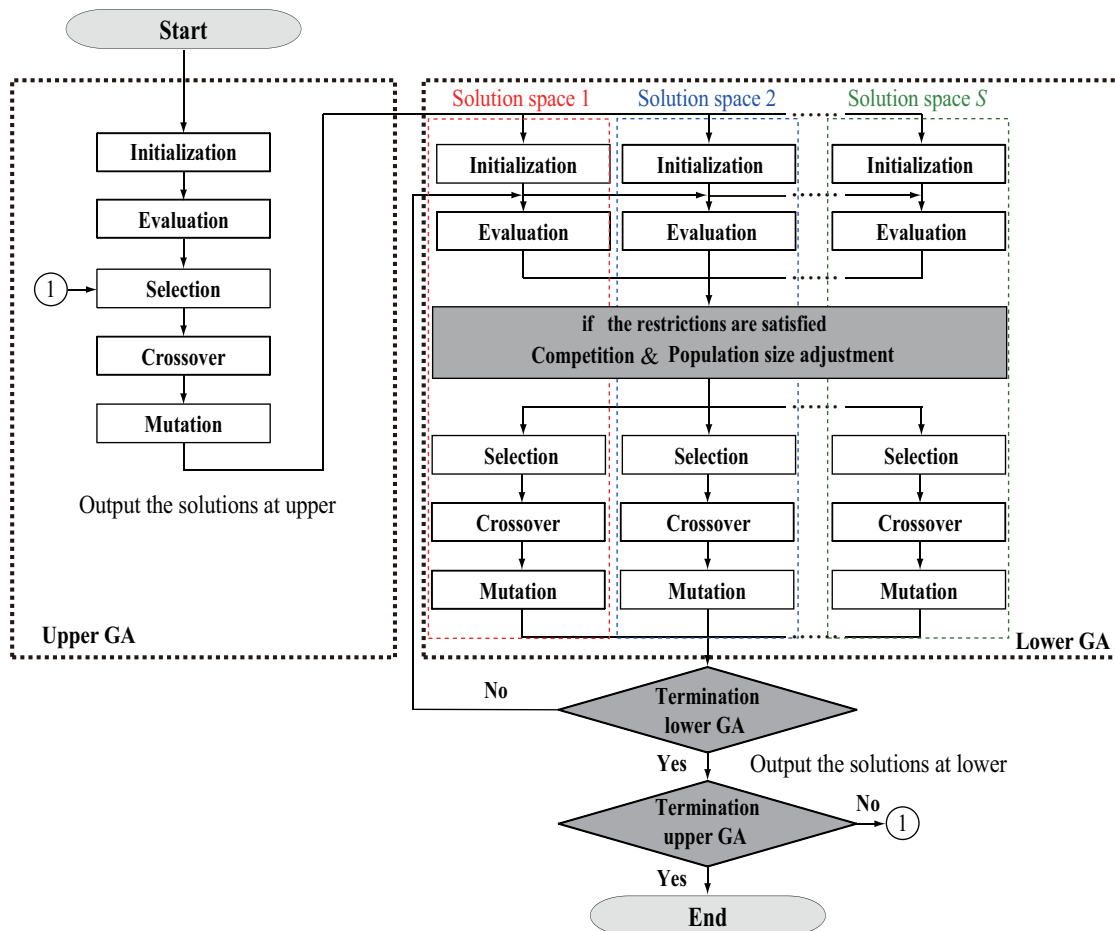 Start
Initialization
Evaluation
1
Selection
Crossover
Mutation
Output the solutions at upper
Upper GA
Solution space 1
Solution space 2
Solution space S
Initialization
Initialization
Initialization
Evaluation
Evaluation
Evaluation
if the restrictions are satisfied
Competition & Population size adjustment
Selection
Selection
Selection
Crossover
Crossover
Crossover
Mutation
Mutation
Mutation
Lower GA
No
Termination
lower GA
Yes
Output the solutions at lower
Termination
upper GA
No
1
Yes
End